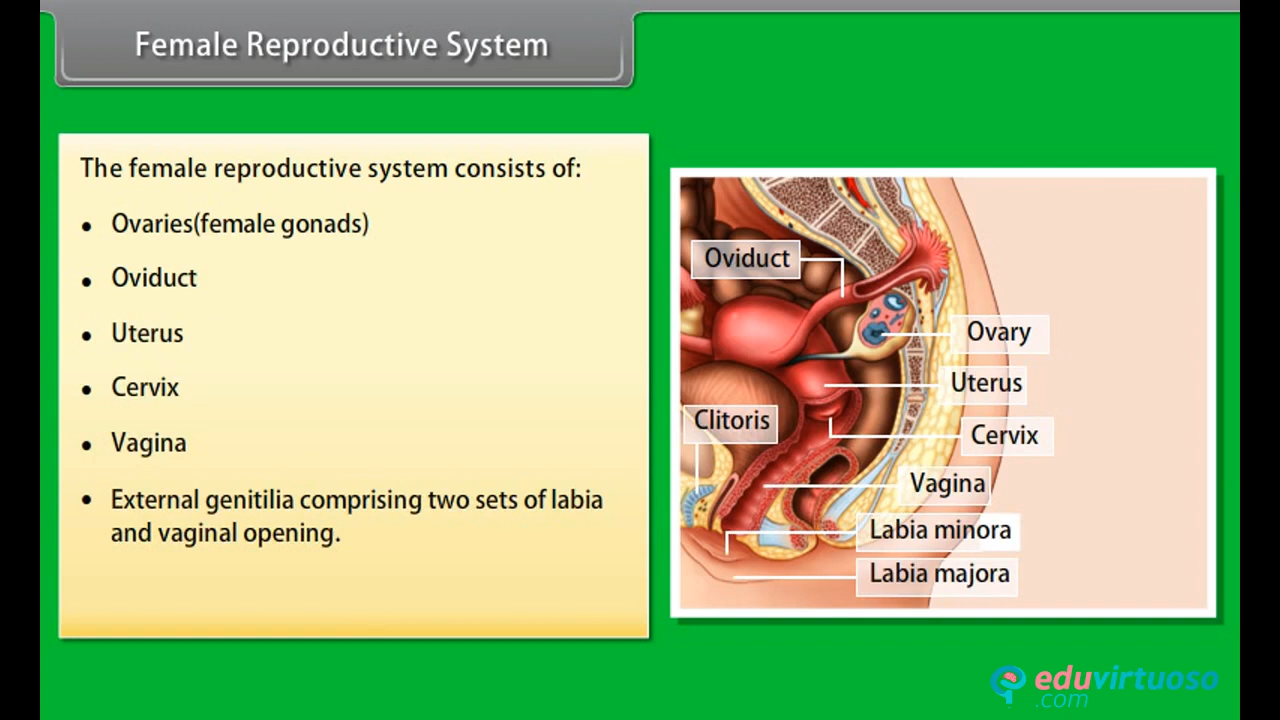 Female Reproductive System
The female reproductive system consists of:
• Ovaries(female gonads)
• Oviduct
• Uterus
• Cervix
• Vagina
• External genitilia comprising two sets of labia
and vaginal opening.
Oviduct
Ovary
Uterus
Clitoris
Cervix
Vagina
Labia minora
Labia majora
eduvirtuoso
.com